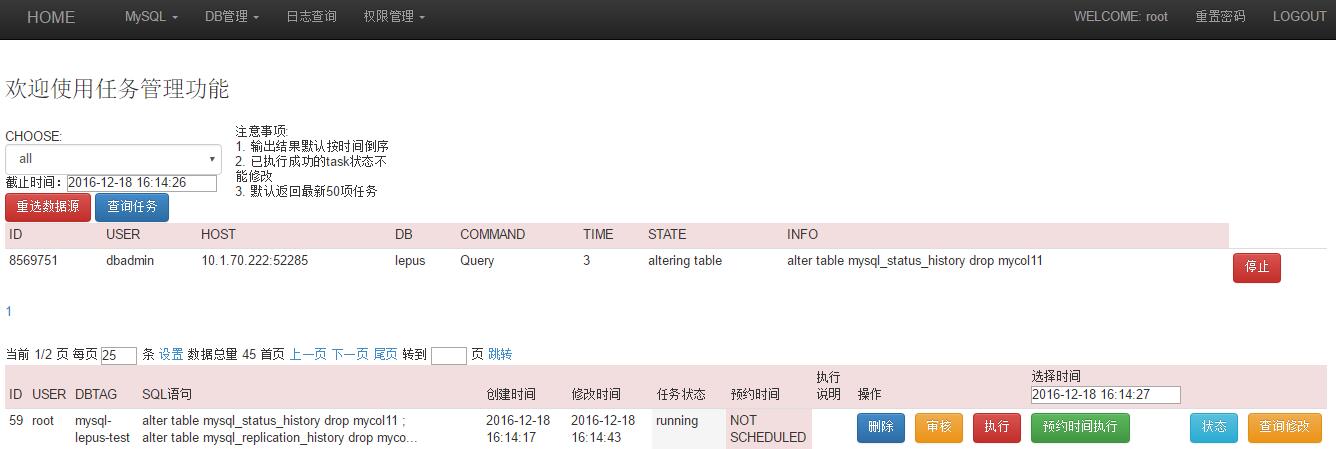 HOME MySQL DB管理 日志查询 权限管理 WELCOME: root 重置密码 LOGOUT
欢迎使用任务管理功能
CHOOSE:
all
截止时间： 2016-12-18 16:14:26
重选数据源 查询任务
注意事项:
1. 输出结果默认按时间倒序
2. 已执行成功的task状态不
能修改
3. 默认返回最新50项任务
ID USER HOST DB COMMAND TIME STATE INFO
8569751 dbadmin 10.1.70.222:52285 lepus Query 3 altering table alter table mysql_status_history drop mycol11 停止
1
当前 1/2 页 每页 25 条 设置 数据总量 45 首页 上一页 下一页 尾页 转到 页 跳转
ID USER DBTAG SQL语句 创建时间 修改时间 任务状态 预约时间 执行
说明 操作 选择时间
2016-12-18 16:14:27
59 root mysql-
lepus-test alter table mysql_status_history drop mycol11 ;
alter table mysql_replication_history drop myco... 2016-12-18
16:14:17 2016-12-18
16:14:43 running NOT
SCHEDULED 删除 审核 执行 预约时间执行 状态 查询修改